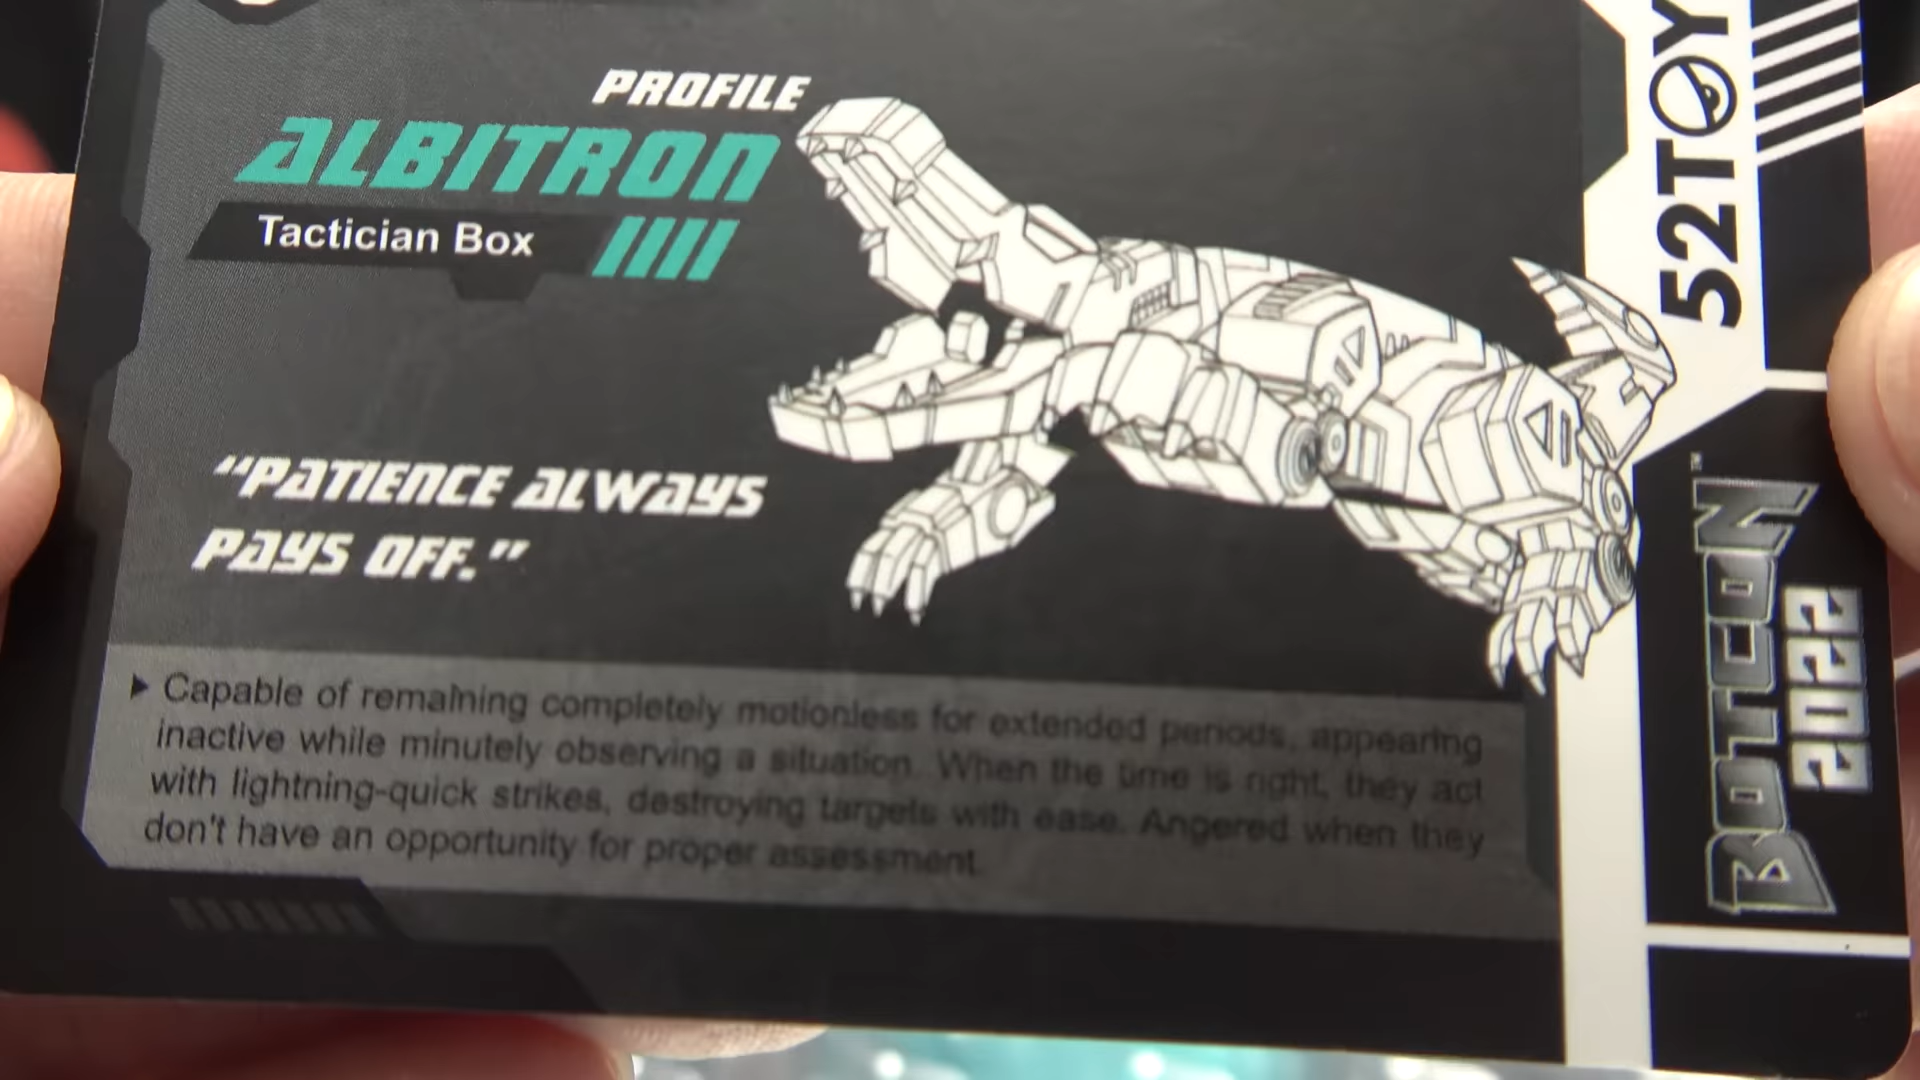 PROFILE
ALBITRON
Tactician Box
"PATIENCE ALWAYS
PAYS OFF."
▶ Capable of remaining completely motionless for extended periods, appearing
inactive while minutely observing a situation. When the time is right, they act
with lightning-quick strikes, destroying targets with ease. Angered when they
don't have an opportunity for proper assessment.
52TOY
BOTCON™
2022